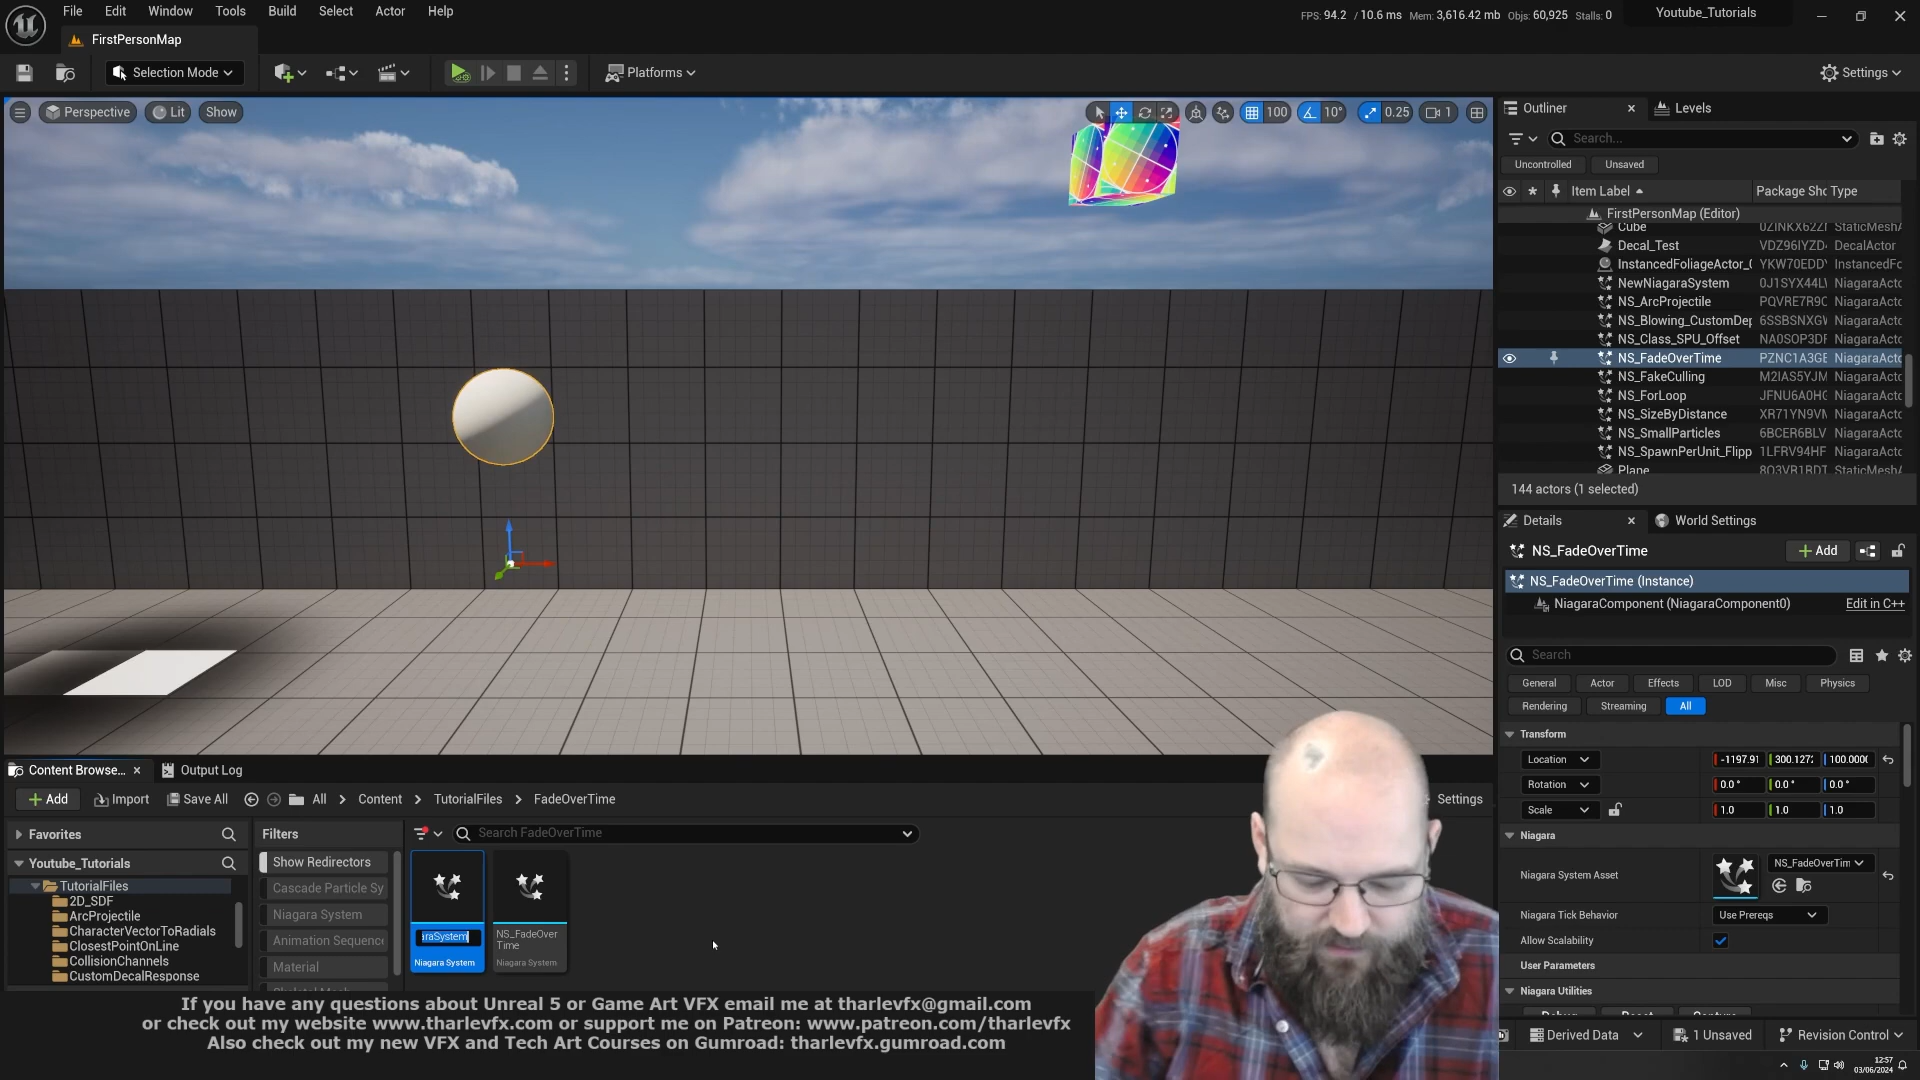 File Edit Window Tools Build Select Actor Help
FPS: 94.2 / 10.6 ms Mem: 3,616.42 mb Objs: 60,925 Stalls: 0
Youtube_Tutorials
FirstPersonMap
Selection Mode
Platforms
Settings
Perspective
Lit
Show
100
10°
0.25
1
Outliner
Levels
Search...
Uncontrolled
Unsaved
Item Label
Package Shc
Type
FirstPersonMap (Editor)
Cube
StaticMeshA
Decal_Test
VDZ96IYZD
DecalActor
InstancedFoliageActor_
YKW70EDD
InstancedFc
NewNiagaraSystem
0J1SYX44L
NiagaraActo
NS_ArcProjectile
PQVRE7R9C
NiagaraActo
NS_Blowing_CustomDep
6SSBSNXG
NiagaraActo
NS_Class_SPU_Offset
NA0SOP3DF
NiagaraActo
NS_FadeOverTime
PZNC1A3GE
NiagaraActo
NS_FakeCulling
M2IAS5YJM
NiagaraActo
NS_ForLoop
JFNU6A0H
NiagaraActo
NS_SizeByDistance
XR71YN9VM
NiagaraActo
NS_SmallParticles
6BCER6BLV
NiagaraActo
NS_SpawnPerUnit_Flipp
1LFRV94HF
NiagaraActo
Plane
StaticMeshA
144 actors (1 selected)
Details
World Settings
NS_FadeOverTime
Add
NS_FadeOverTime (Instance)
NiagaraComponent (NiagaraComponent0)
Edit in C++
Search
General
Actor
Effects
LOD
Misc
Physics
Rendering
Streaming
All
Transform
Location
-1197.91
300.127
100.000
Rotation
0.0 °
0.0 °
0.0 °
Scale
1.0
1.0
1.0
Niagara
Niagara System Asset
NS_FadeOverTim
Niagara Tick Behavior
Use Prereqs
Allow Scalability
User Parameters
Niagara Utilities
Debug
Reset
Capture
Content Browse...
Output Log
Add
Import
Save All
All > Content > TutorialFiles > FadeOverTime
Settings
Favorites
Filters
Search FadeOverTime
Youtube_Tutorials
TutorialFiles
2D_SDF
ArcProjectile
CharacterVectorToRadials
ClosestPointOnLine
CollisionChannels
CustomDecalResponse
Show Redirectors
Cascade Particle Sy
Niagara System
Animation Sequence
Material
araSystem
Niagara System
NS_FadeOver
Time
Niagara System
If you have any questions about Unreal 5 or Game Art VFX email me at tharlevfx@gmail.com
or check out my website www.tharlevfx.com or support me on Patreon: www.patreon.com/tharlevfx
Also check out my new VFX and Tech Art Courses on Gumroad: tharlevfx.gumroad.com
Derived Data
1 Unsaved
Revision Control
12:57
03/06/2024